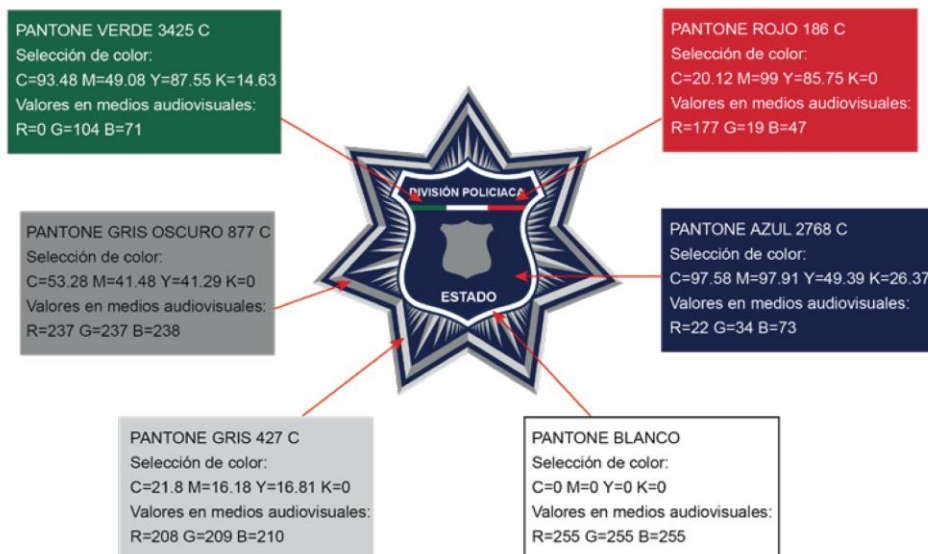 PANTONE VERDE 3425 C
Selección de color:
C=93.48 M=49.08 Y=87.55 K=14.63
Valores en medios audiovisuales:
R=0 G=104 B=71
PANTONE ROJO 186 C
Selección de color:
C=20.12 M=99 Y=85.75 K=0
Valores en medios audiovisuales:
R=177 G=19 B=47
DIVISIÓN POLICIACA
ESTADO
PANTONE GRIS OSCURO 877 C
Selección de color:
C=53.28 M=41.48 Y=41.29 K=0
Valores en medios audiovisuales:
R=237 G=237 B=238
PANTONE AZUL 2768 C
Selección de color:
C=97.58 M=97.91 Y=49.39 K=26.37
Valores en medios audiovisuales:
R=22 G=34 B=73
PANTONE GRIS 427 C
Selección de color:
C=21.8 M=16.18 Y=16.81 K=0
Valores en medios audiovisuales:
R=208 G=209 B=210
PANTONE BLANCO
Selección de color:
C=0 M=0 Y=0 K=0
Valores en medios audiovisuales:
R=255 G=255 B=255